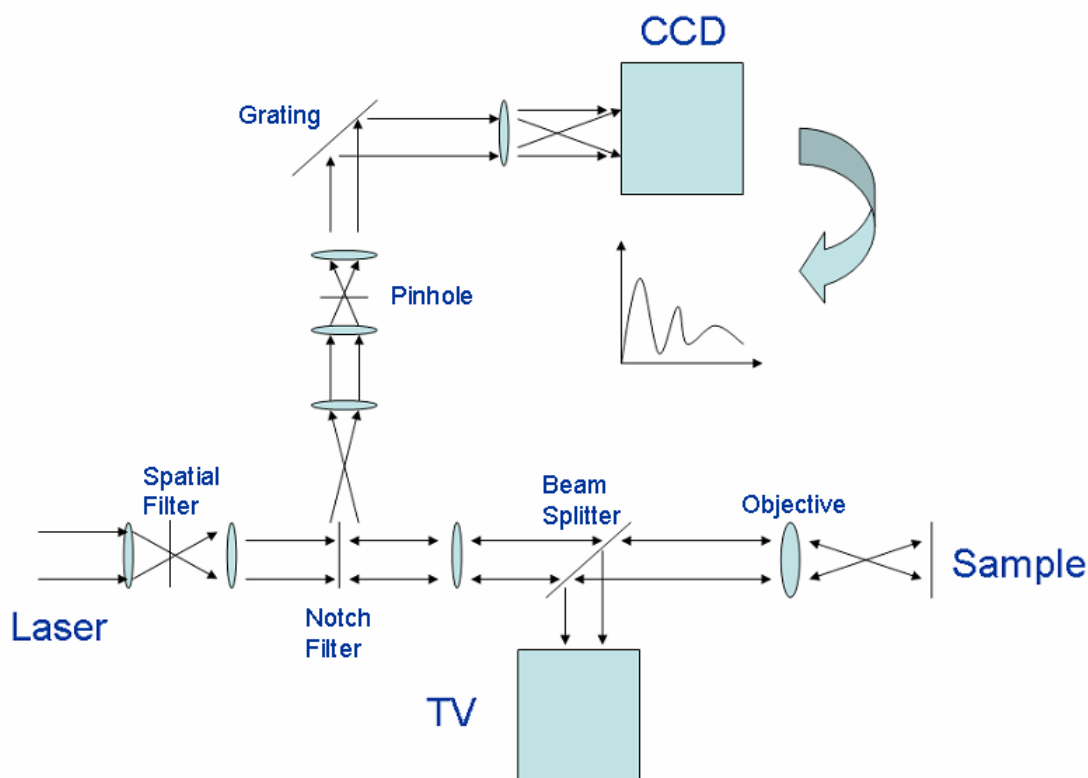 CCD
Grating
Pinhole
Spatial
Filter
Beam
Splitter
Objective
Sample
Laser
Notch
Filter
TV